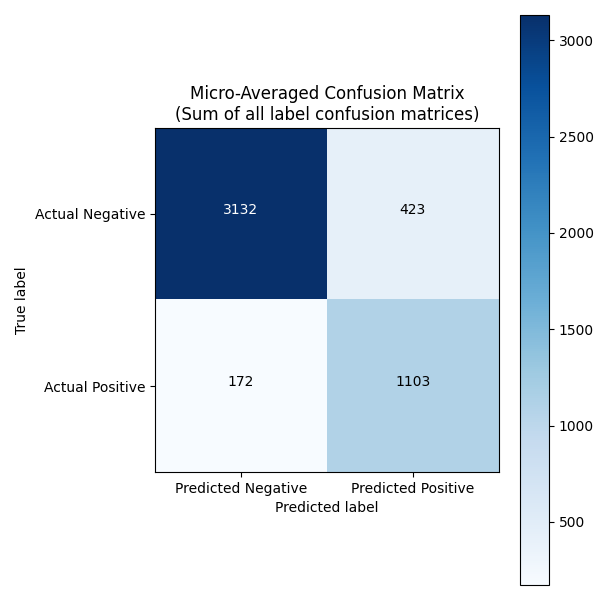 Micro-Averaged Confusion Matrix
(Sum of all label confusion matrices)
3000
2500
2000
1500
1000
500
True label
Actual Negative
3132
423
Actual Positive
172
1103
Predicted Negative
Predicted Positive
Predicted label